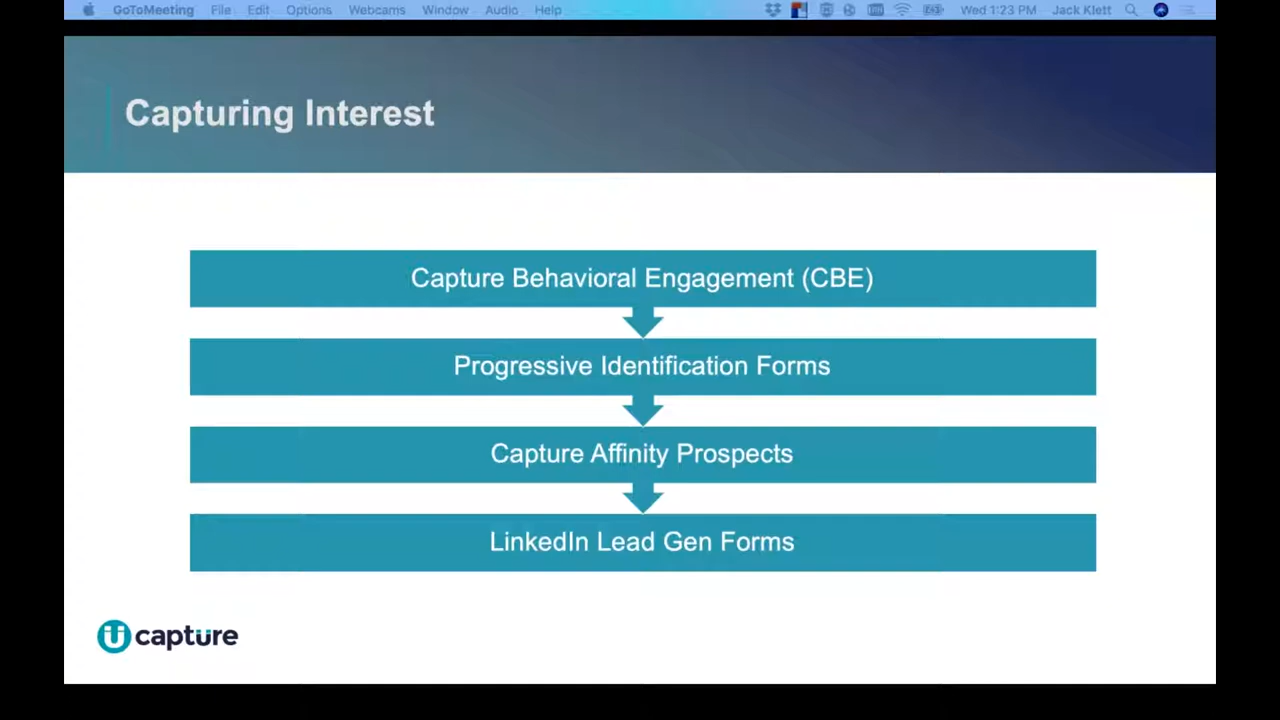 GoToMeeting File Edit Options Webcams Window Audio Help Wed 1:23 PM Jack Klett
Capturing Interest
Capture Behavioral Engagement (CBE)
Progressive Identification Forms
Capture Affinity Prospects
LinkedIn Lead Gen Forms
capture